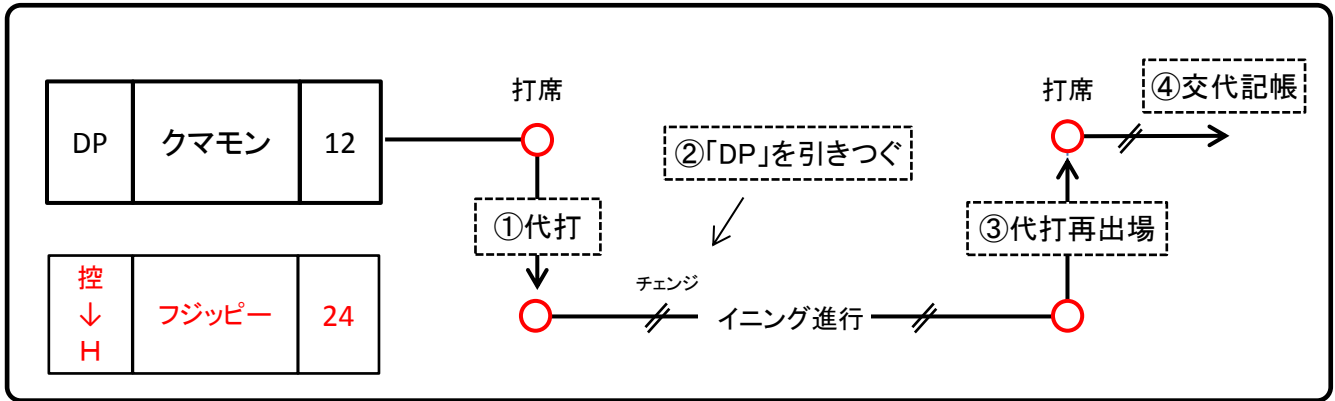 DP クマモン 12
打席
①代打
②「DP」を引きつぐ
チェンジ
イニング進行
打席
③代打再出場
④交代記帳
控
↓
H
フジッピー
24